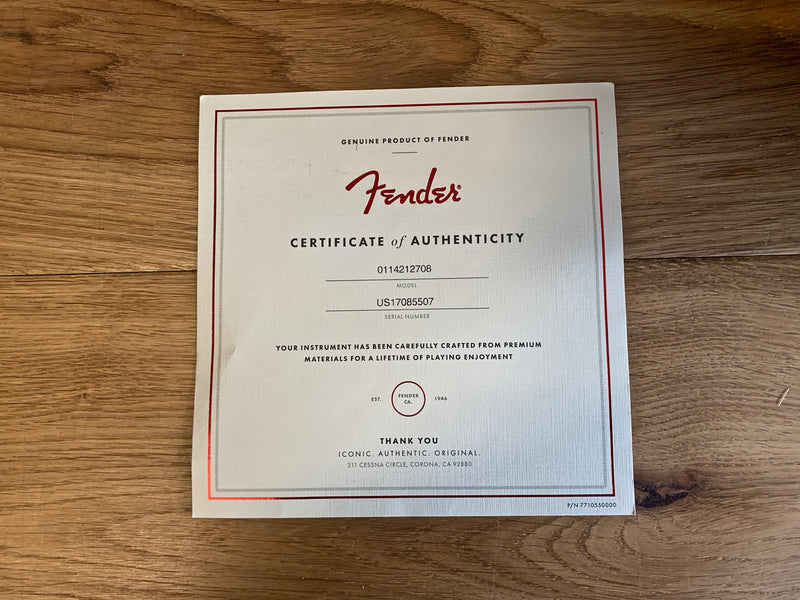 GENUINE PRODUCT OF FENDER
Fender®
CERTIFICATE of AUTHENTICITY
0114212708
MODEL
US17085507
SERIAL NUMBER
YOUR INSTRUMENT HAS BEEN CAREFULLY CRAFTED FROM PREMIUM
MATERIALS FOR A LIFETIME OF PLAYING ENJOYMENT
EST. FENDER CA. 1946
THANK YOU
ICONIC. AUTHENTIC. ORIGINAL.
311 CESSNA CIRCLE, CORONA, CA 92880
P/N 7710550000